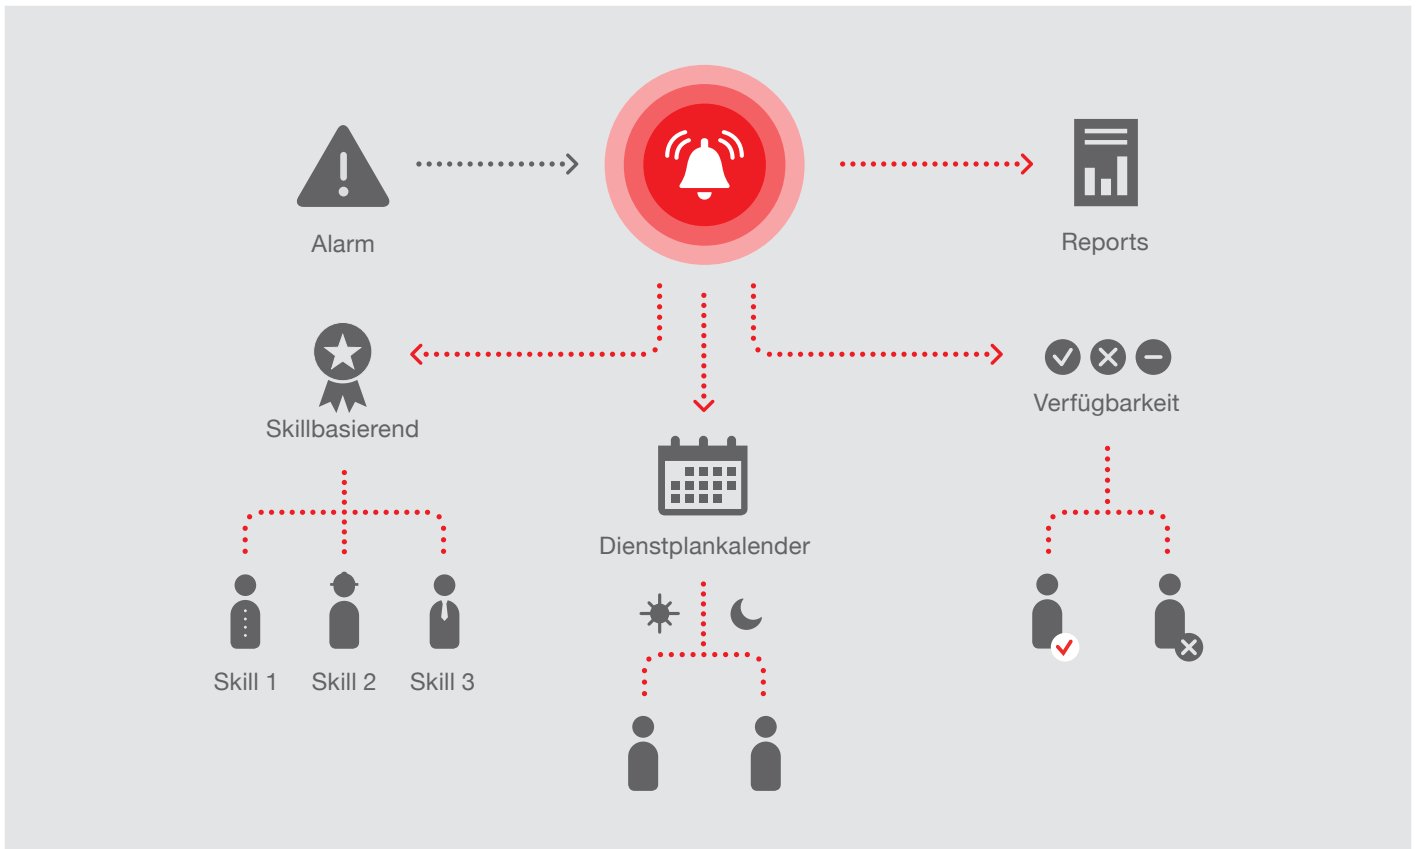 Alarm
Reports
Skillbasierend
Verfügbarkeit
Dienstplankalender
Skill 1
Skill 2
Skill 3